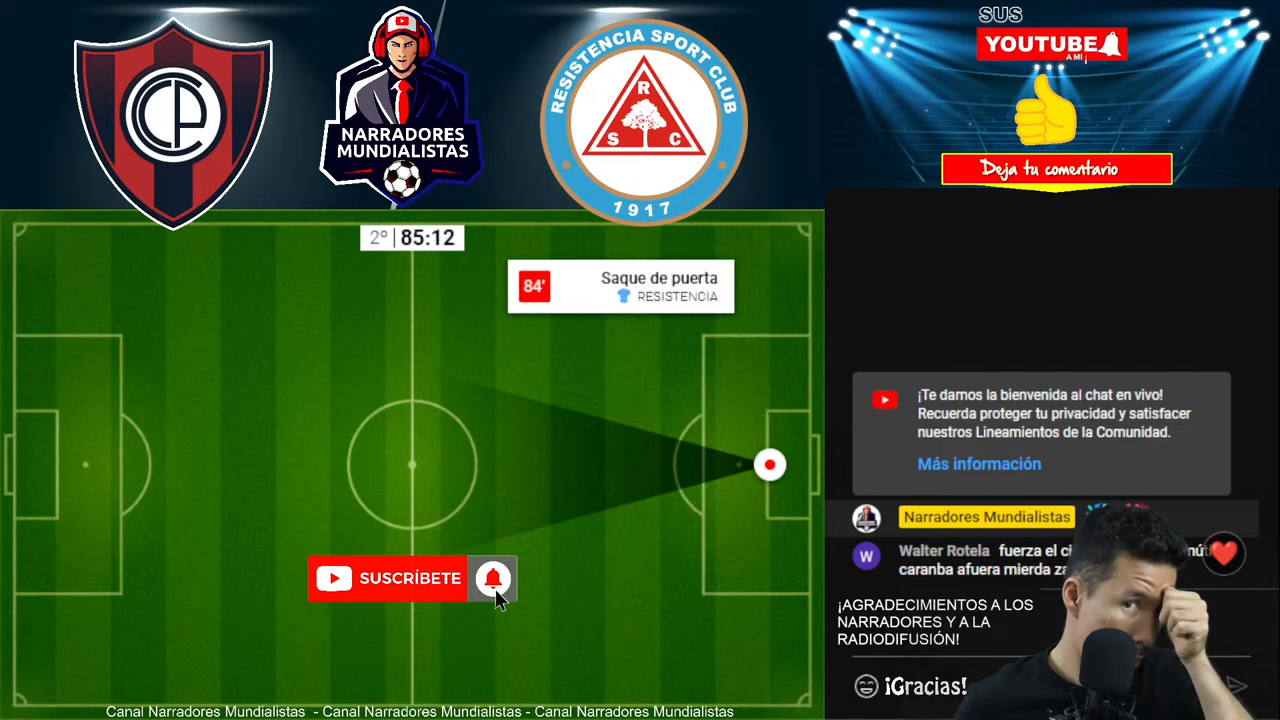 CCP
NARRADORES
MUNDIALISTAS
RESISTENCIA SPORT CLUB
R
S C
1917
SUS
YOUTUBE
A MI
Deja tu comentario
2º | 85:12
84'
Saque de puerta
RESISTENCIA
¡Te damos la bienvenida al chat en vivo!
Recuerda proteger tu privacidad y satisfacer
nuestros Lineamientos de la Comunidad.
Más información
Narradores Mundialistas
W
Walter Rotela fuerza el
caranba afuera mierda
SUSCRÍBETE
¡AGRADECIMIENTOS A LOS
NARRADORES Y A LA
RADIODIFUSIÓN!
¡Gracias!
Canal Narradores Mundialistas - Canal Narradores Mundialistas - Canal Narradores Mundialistas